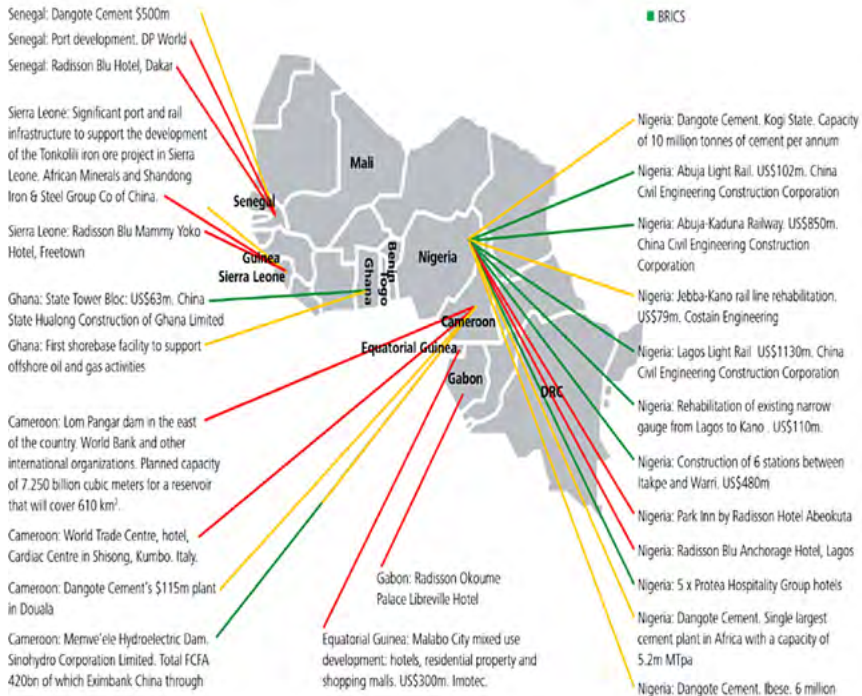 Senegal: Dangote Cement $500m
Senegal: Port development. DP World
Senegal: Radisson Blu Hotel, Dakar
Sierra Leone: Significant port and rail
infrastructure to support the development
of the Tonkolili iron ore project in Sierra
Leone. African Minerals and Shandong
Iron & Steel Group Co of China.
Sierra Leone: Radisson Blu Mammy Yoko
Hotel, Freetown
Ghana: State Tower Bloc: US$63m. China
State Hualong Construction of Ghana Limited
Ghana: First shorebase facility to support
offshore oil and gas activities
Cameroon: Lom Pangar dam in the east
of the country. World Bank and other
international organizations. Planned capacity
of 7.250 billion cubic meters for a reservoir
that will cover 610 km².
Cameroon: World Trade Centre, hotel,
Cardiac Centre in Shisong, Kumbo. Italy.
Cameroon: Dangote Cement's $115m plant
in Douala
Cameroon: Memve'ele Hydroelectric Dam.
Sinohydro Corporation Limited. Total FCFA
420bn of which Eximbank China through
Mali
Senegal
Guinea
Sierra Leone
Ghana
Togo
Benin
Nigeria
Cameroon
Equatorial Guinea
Gabon
DRC
Gabon: Radisson Okoume
Palace Libreville Hotel
Equatorial Guinea: Malabo City mixed use
development: hotels, residential property and
shopping malls. US$300m. Imotec.
BRICS
Nigeria: Dangote Cement. Kogi State. Capacity
of 10 million tonnes of cement per annum
Nigeria: Abuja Light Rail. US$102m. China
Civil Engineering Construction Corporation
Nigeria: Abuja-Kaduna Railway. US$850m.
China Civil Engineering Construction
Corporation
Nigeria: Jebba-Kano rail line rehabilitation.
US$79m. Costain Engineering
Nigeria: Lagos Light Rail US$1130m. China
Civil Engineering Construction Corporation
Nigeria: Rehabilitation of existing narrow
gauge from Lagos to Kano . US$110m.
Nigeria: Construction of 6 stations between
Itakpe and Warri. US$480m
Nigeria: Park Inn by Radisson Hotel Abeokuta
Nigeria: Radisson Blu Anchorage Hotel, Lagos
Nigeria: 5 x Protea Hospitality Group hotels
Nigeria: Dangote Cement. Single largest
cement plant in Africa with a capacity of
5.2m MTpa
Nigeria: Dangote Cement. Ibese. 6 million